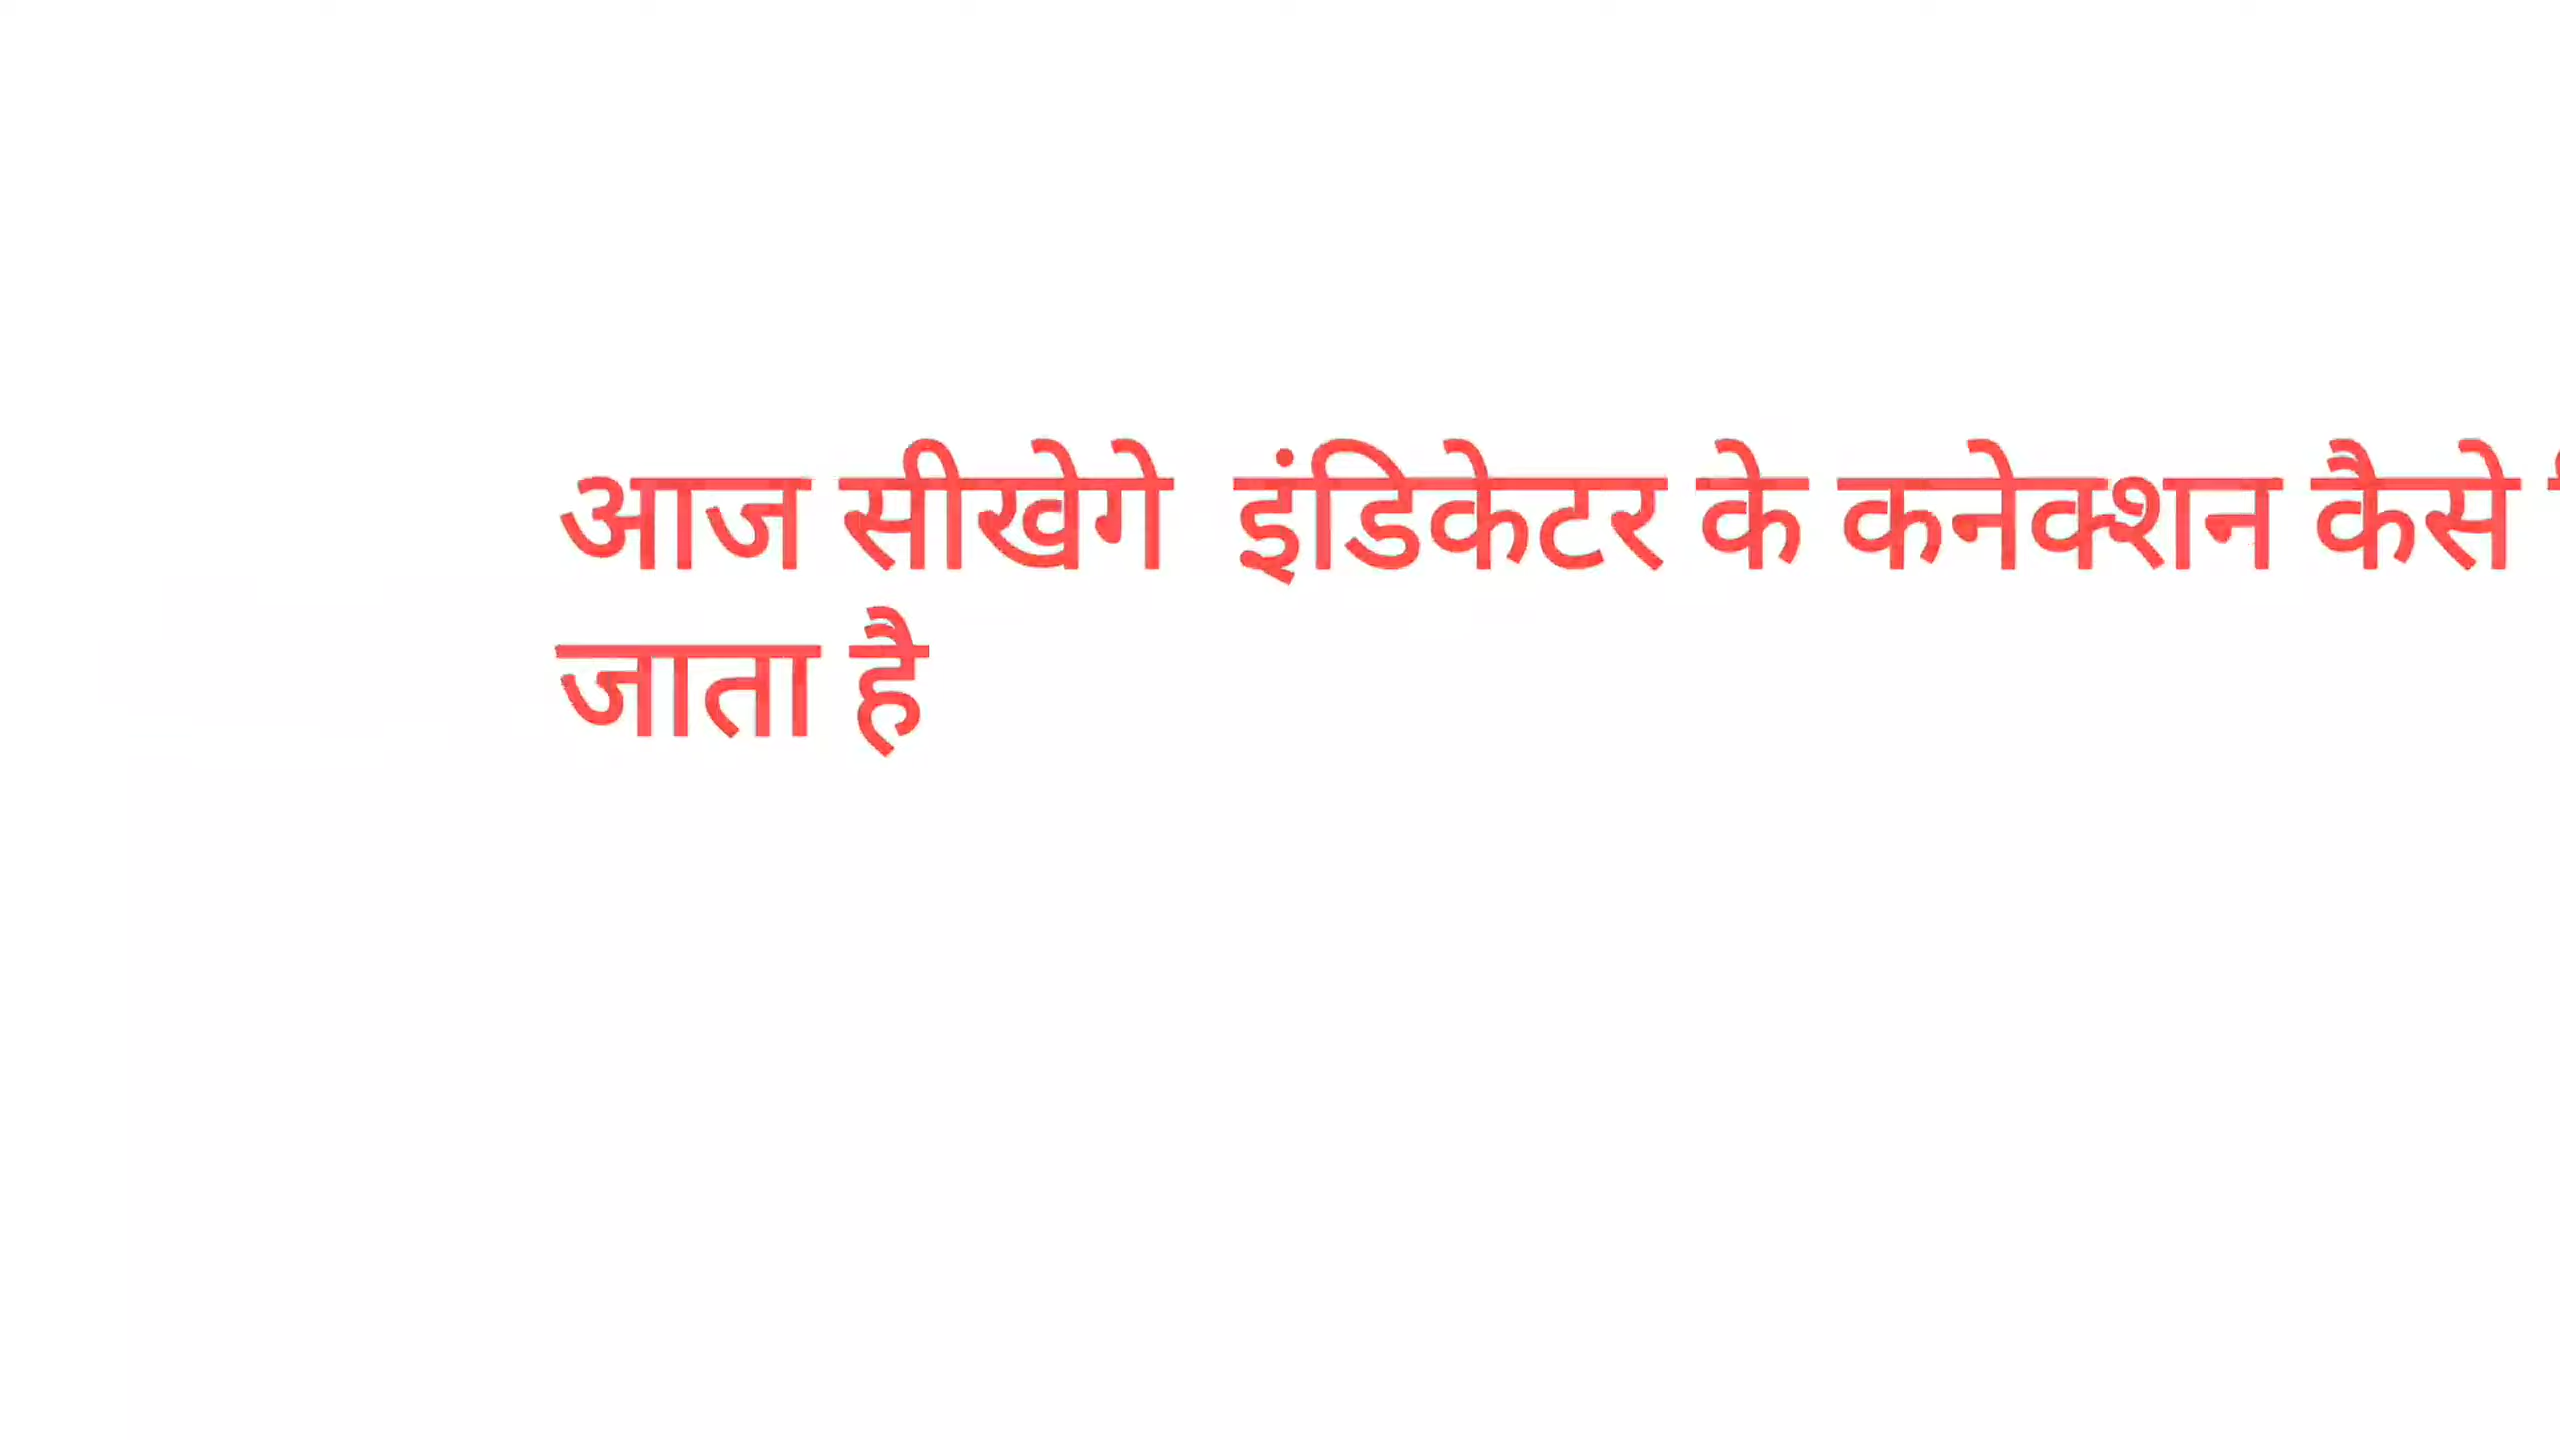 आज सीखेगे  इंडिकेटर के कनेक्शन कैसे
जाता है